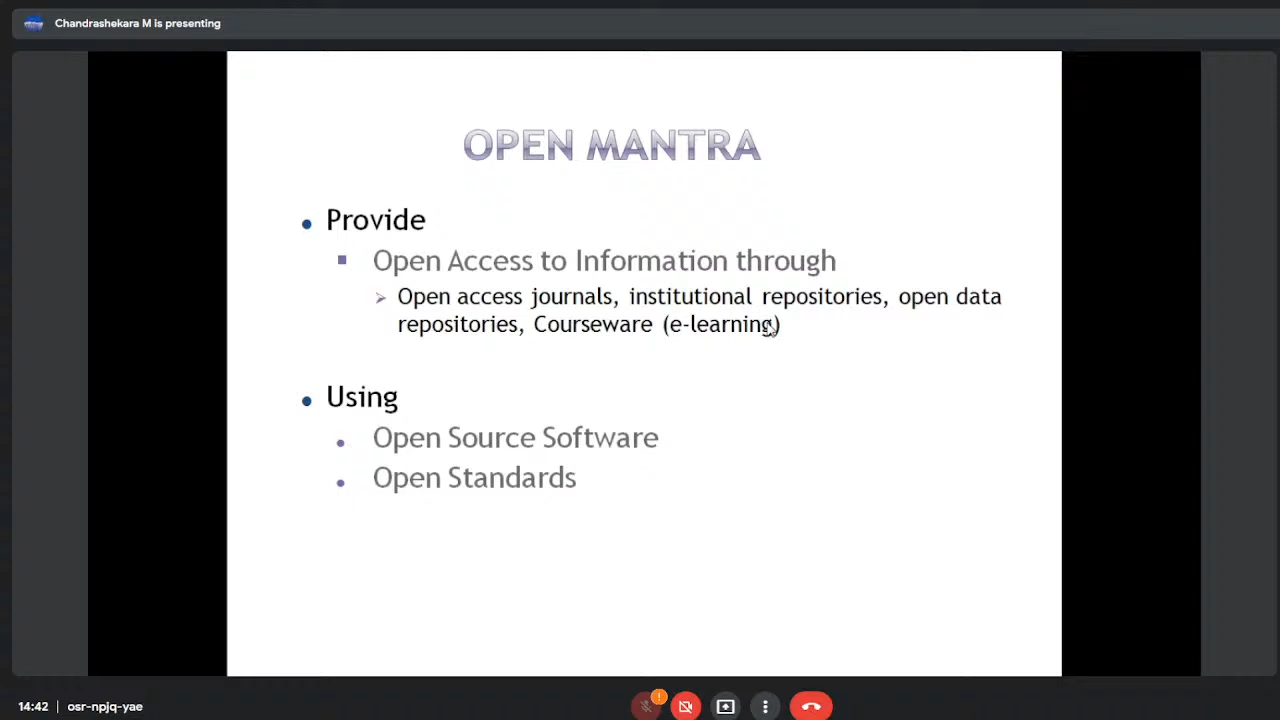 Chandrashekara M is presenting
OPEN MANTRA
Provide
Open Access to Information through
Open access journals, institutional repositories, open data
repositories, Courseware (e-learning)
Using
Open Source Software
Open Standards
14:42 | osr-npjq-yae